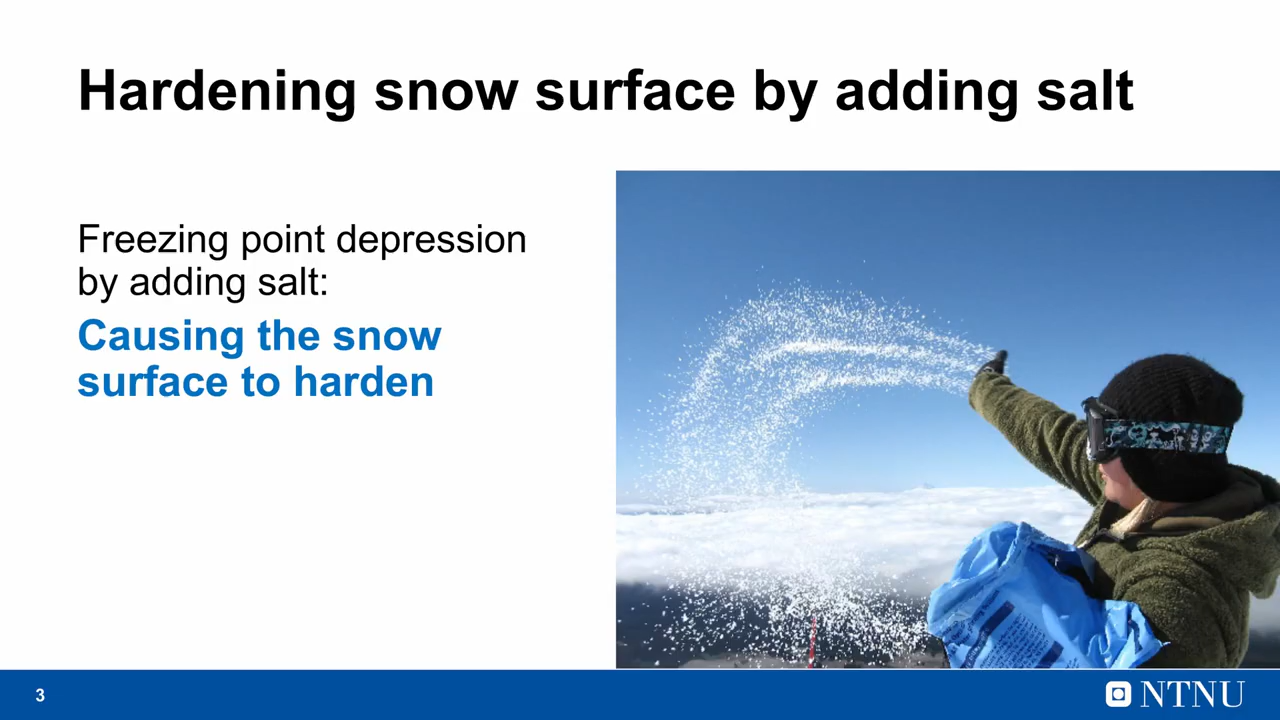 Hardening snow surface by adding salt
Freezing point depression
by adding salt:
Causing the snow
surface to harden
3
NTNU